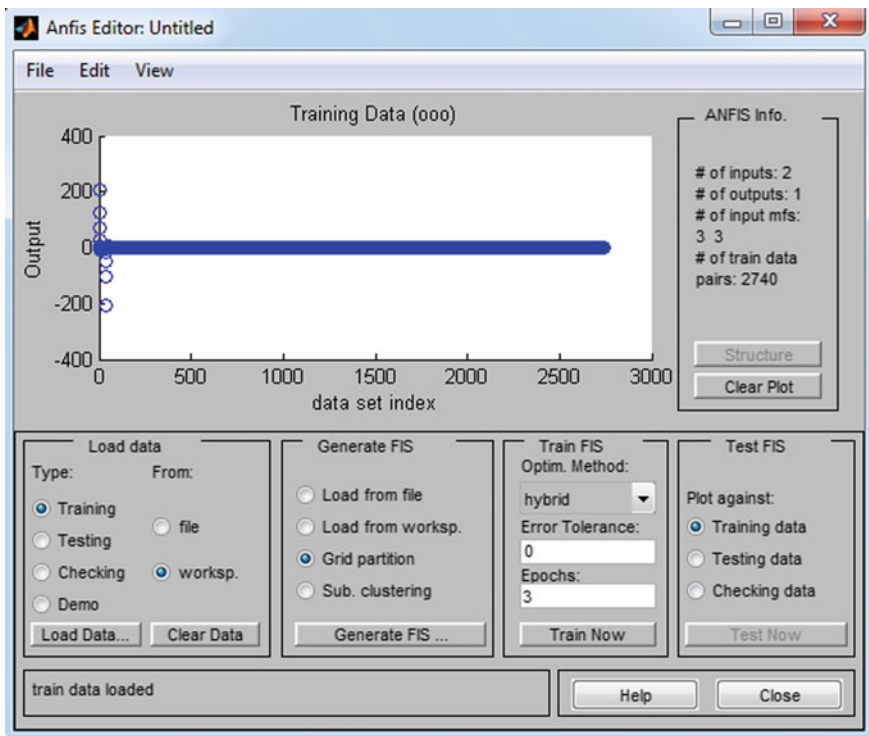 Anfis Editor: Untitled
File Edit View
Training Data (ooo)
400
200
0
-200
-400
Output
0 500 1000 1500 2000 2500 3000
data set index
ANFIS Info.
# of inputs: 2
# of outputs: 1
# of input mfs:
3 3
# of train data
pairs: 2740
Structure
Clear Plot
Load data
Type: From:
Training
Testing
Checking
Demo
file
worksp.
Load Data... Clear Data
Generate FIS
Load from file
Load from worksp.
Grid partition
Sub. clustering
Generate FIS ...
Train FIS
Optim. Method:
hybrid
Error Tolerance:
0
Epochs:
3
Train Now
Test FIS
Plot against:
Training data
Testing data
Checking data
Test Now
train data loaded
Help
Close